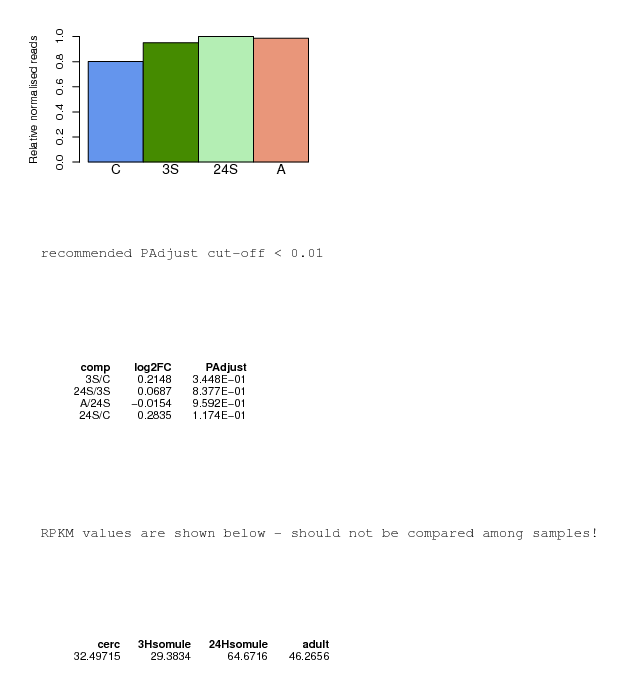 Relative normalised reads
1.0
0.8
0.6
0.4
0.2
0.0
C 3S 24S A
recommended PAdjust cut-off < 0.01
comp log2FC PAdjust
3S/C 0.2148 3.448E−01
24S/3S 0.0687 8.377E−01
A/24S −0.0154 9.592E−01
24S/C 0.2835 1.174E−01
RPKM values are shown below - should not be compared among samples!
cerc 3Hsomule 24Hsomule adult
32.49715 29.3834 64.6716 46.2656